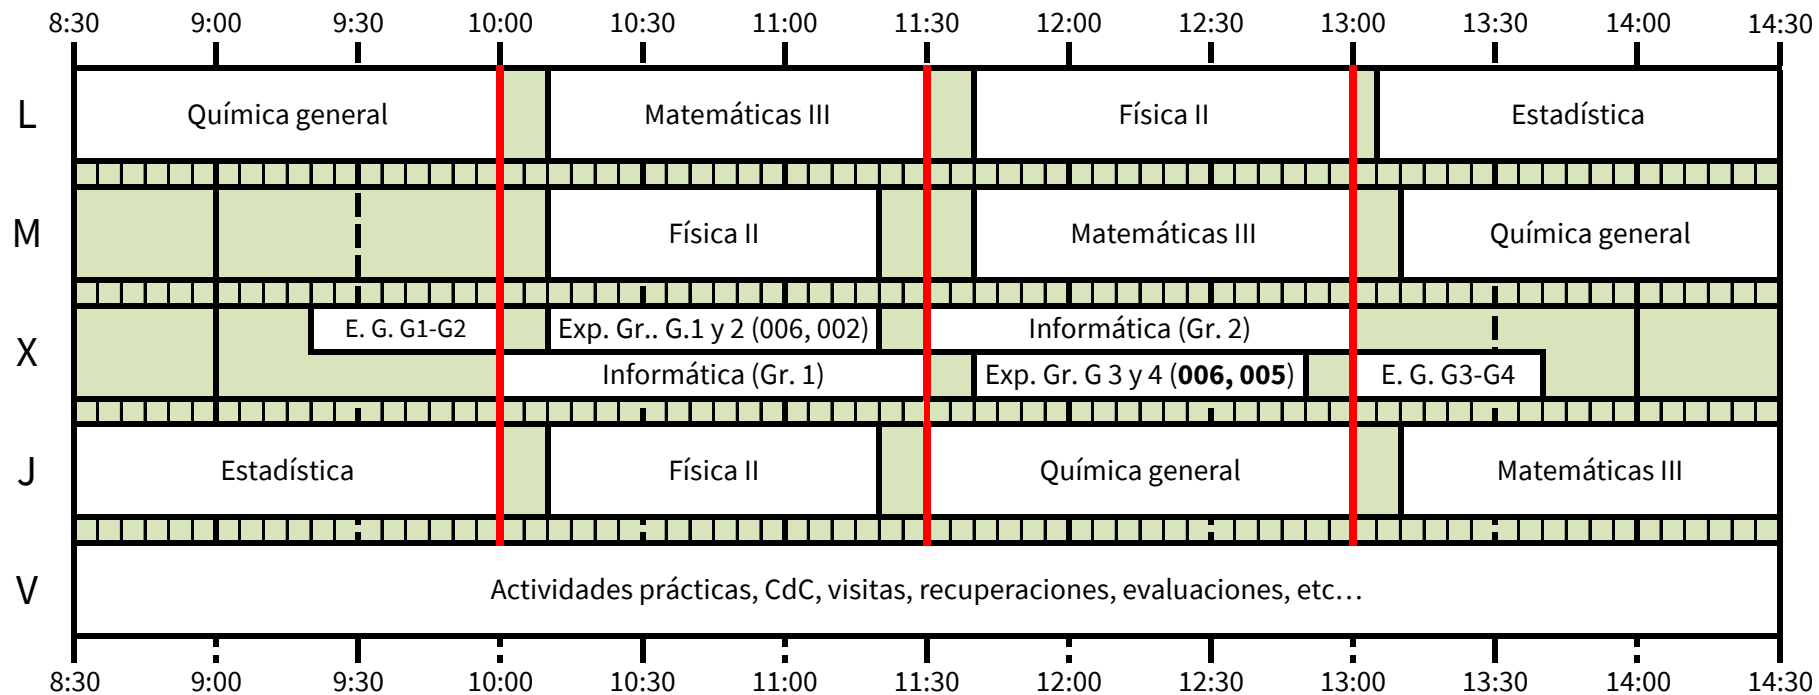 8:30 9:00 9:30 10:00 10:30 11:00 11:30 12:00 12:30 13:00 13:30 14:00 14:30
L Química general Matemáticas III Física II Estadística
M Física II Matemáticas III Química general
X E. G. G1-G2 Exp. Gr.. G.1 y 2 (006, 002) Informática (Gr. 2)
Informática (Gr. 1) Exp. Gr. G 3 y 4 (006, 005) E. G. G3-G4
J Estadística Física II Química general Matemáticas III
V Actividades prácticas, CdC, visitas, recuperaciones, evaluaciones, etc…
8:30 9:00 9:30 10:00 10:30 11:00 11:30 12:00 12:30 13:00 13:30 14:00 14:30